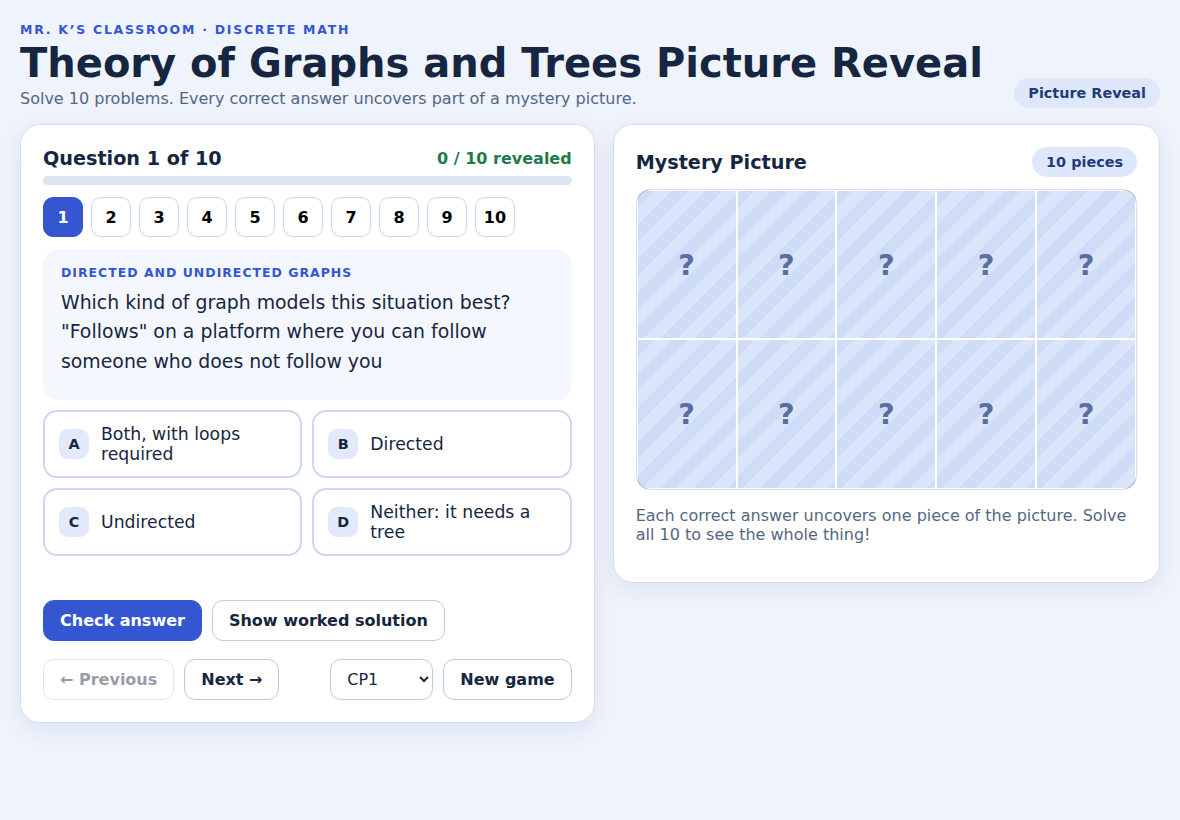 MR. K’S CLASSROOM · DISCRETE MATH
Theory of Graphs and Trees Picture Reveal
Solve 10 problems. Every correct answer uncovers part of a mystery picture.
Picture Reveal
Question 1 of 10
0 / 10 revealed
1 2 3 4 5 6 7 8 9 10
DIRECTED AND UNDIRECTED GRAPHS
Which kind of graph models this situation best?
"Follows" on a platform where you can follow
someone who does not follow you
A Both, with loops
required
B Directed
C Undirected
D Neither: it needs a
tree
Check answer
Show worked solution
← Previous
Next →
CP1
New game
Mystery Picture
10 pieces
? ? ? ? ?
? ? ? ? ?
Each correct answer uncovers one piece of the picture. Solve
all 10 to see the whole thing!